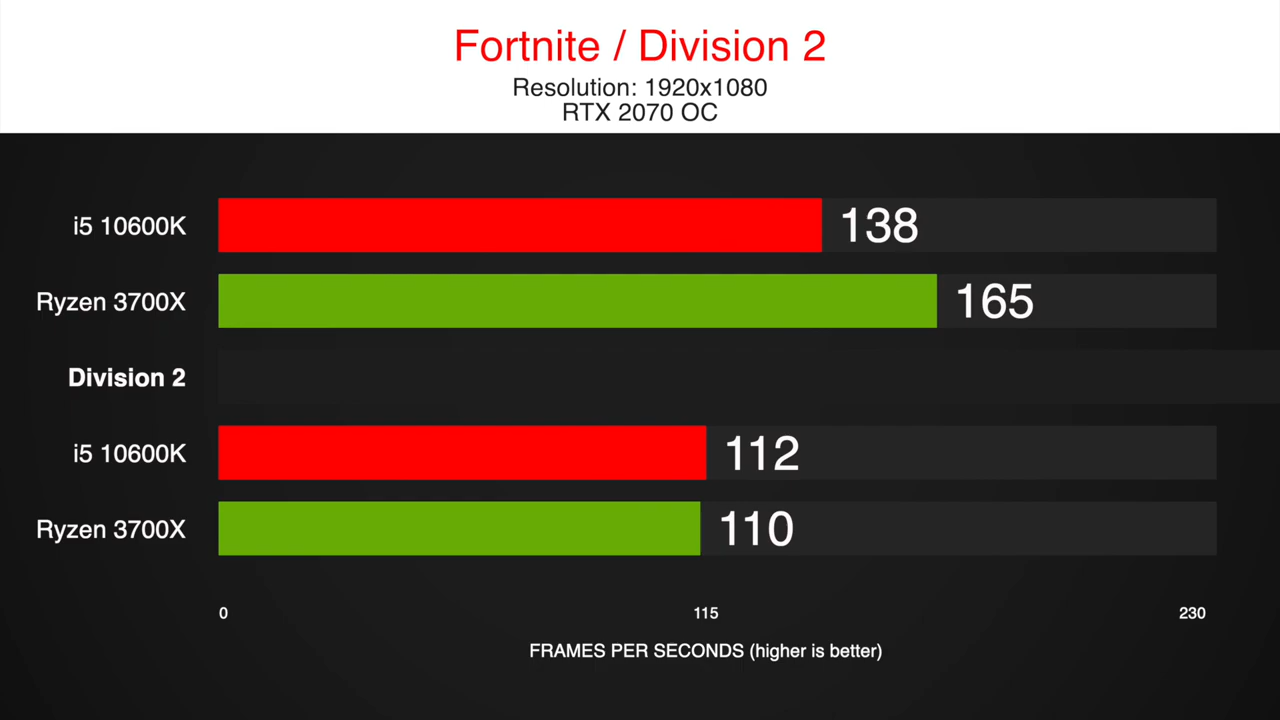 Fortnite / Division 2
Resolution: 1920x1080
RTX 2070 OC
i5 10600K 138
Ryzen 3700X 165
Division 2
i5 10600K 112
Ryzen 3700X 110
0 115 230
FRAMES PER SECONDS (higher is better)